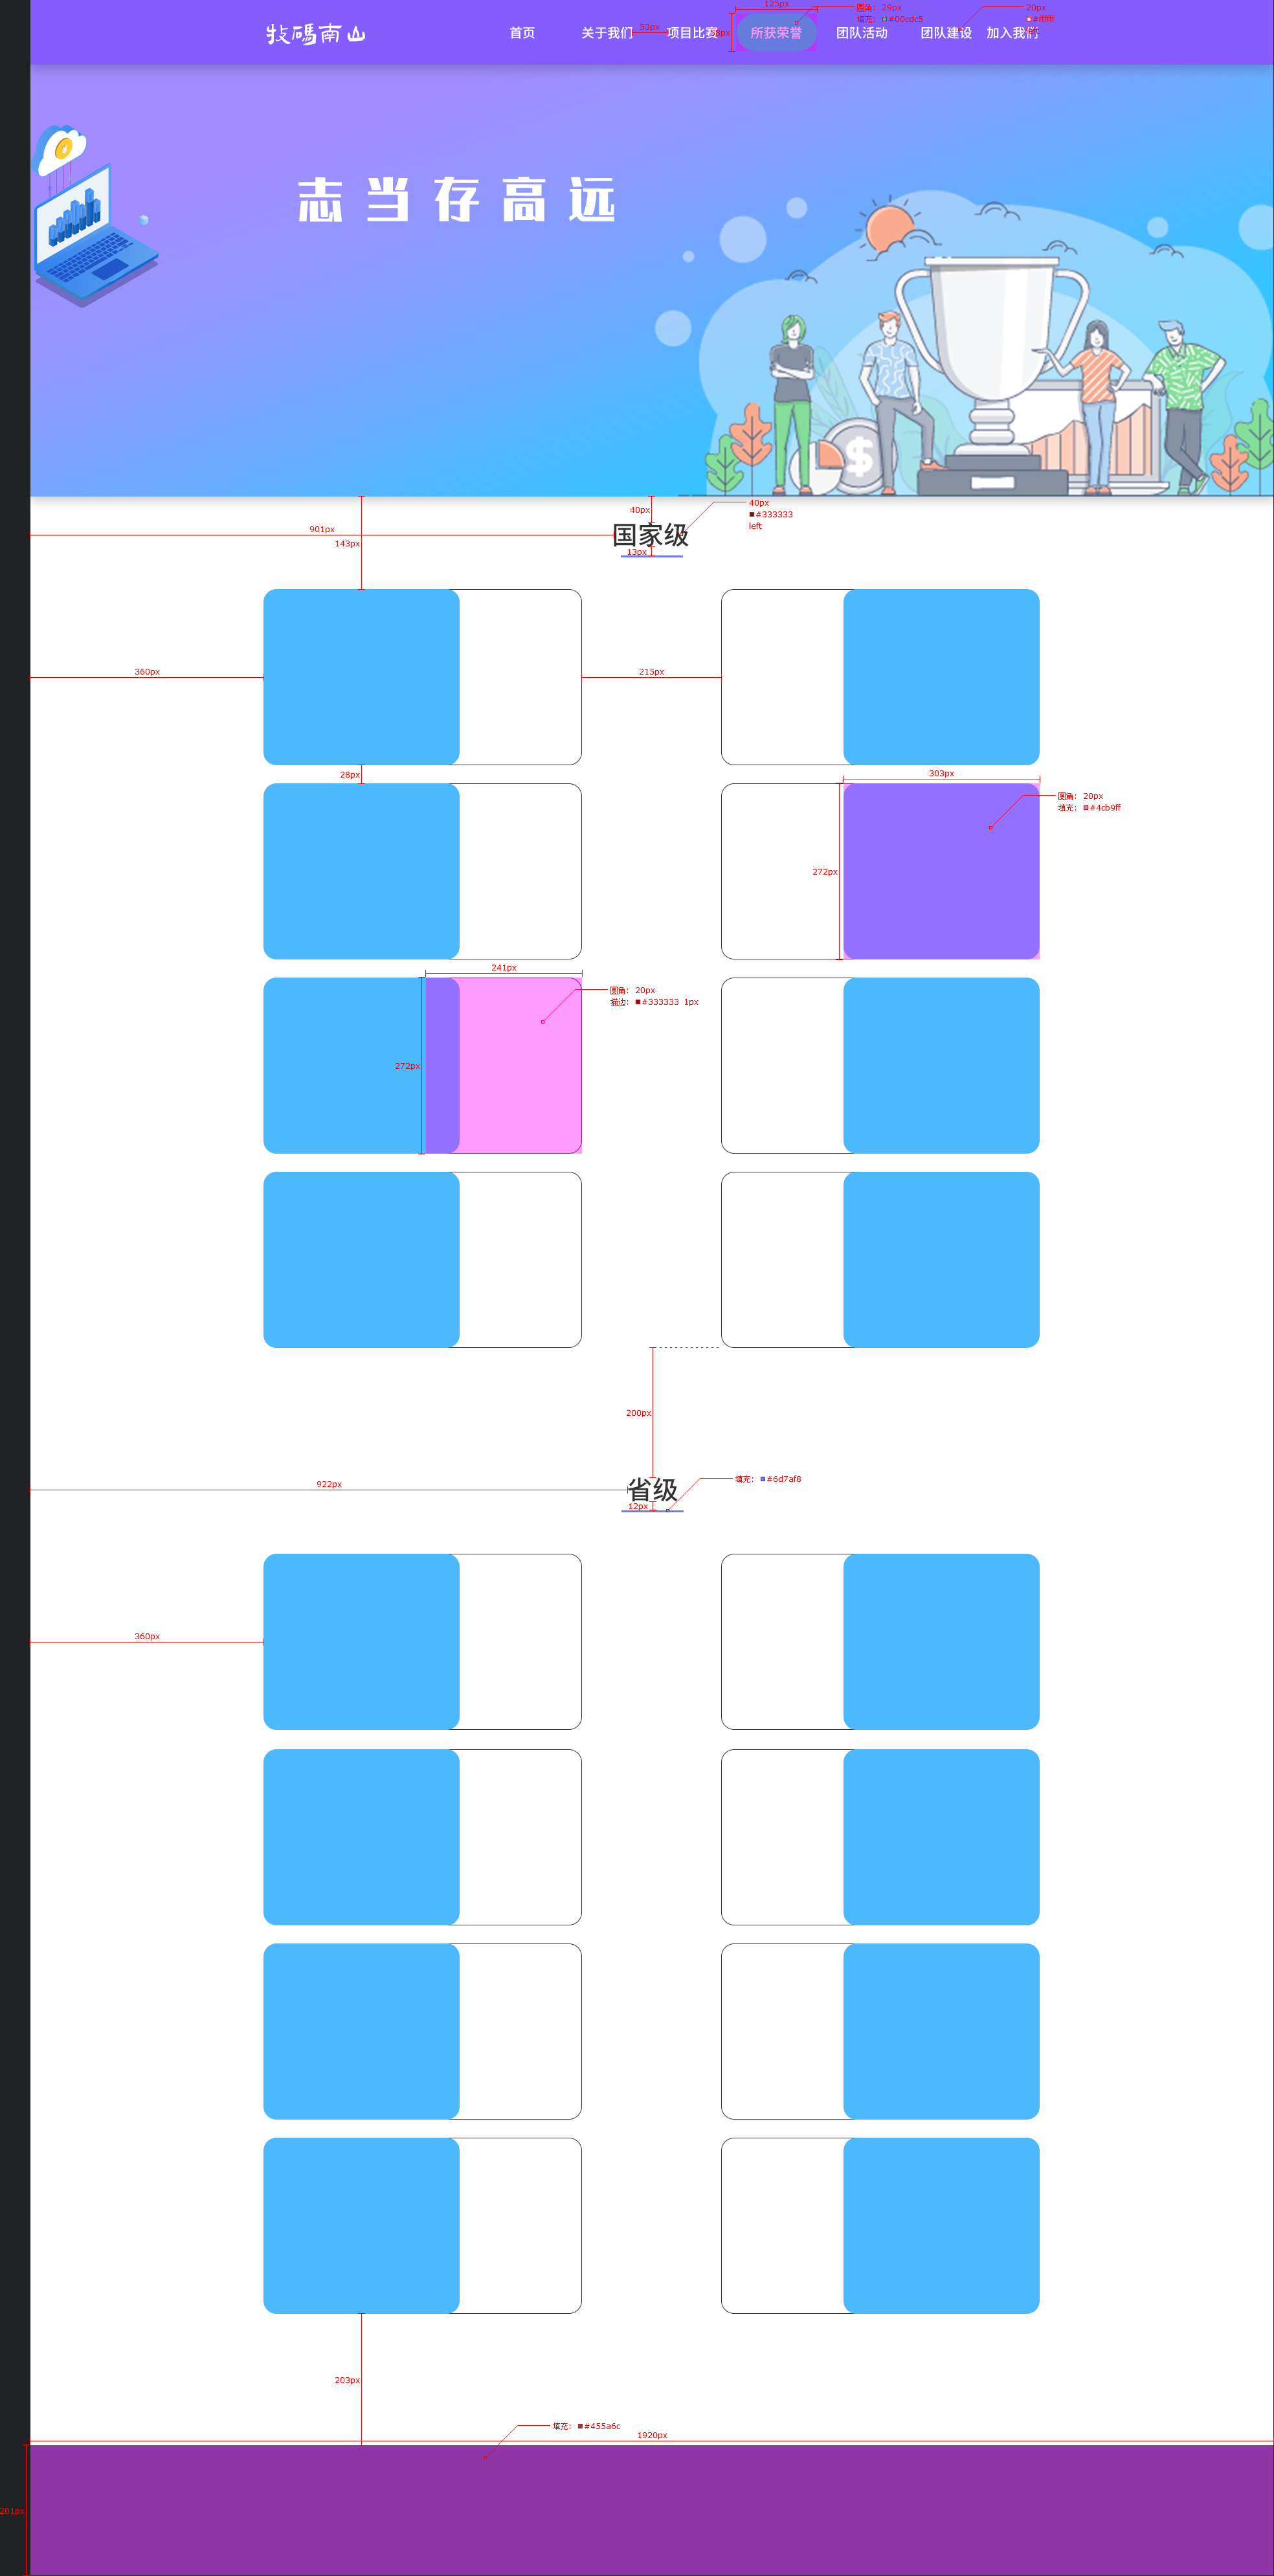 125px
圆角: 29px
填充: #00cdc5
20px
#ffffff
牧碼南山
首页
关于我们
53px
项目比赛
所获荣誉
团队活动
团队建设
加入我们
志当存高远
40px
40px
#333333
left
901px
143px
国家级
13px
360px
215px
28px
303px
圆角: 20px
填充: #4cb9ff
272px
241px
圆角: 20px
描边: #333333 1px
272px
200px
922px
省级
填充: #6d7af8
12px
360px
203px
填充: #455a6c
1920px
201px